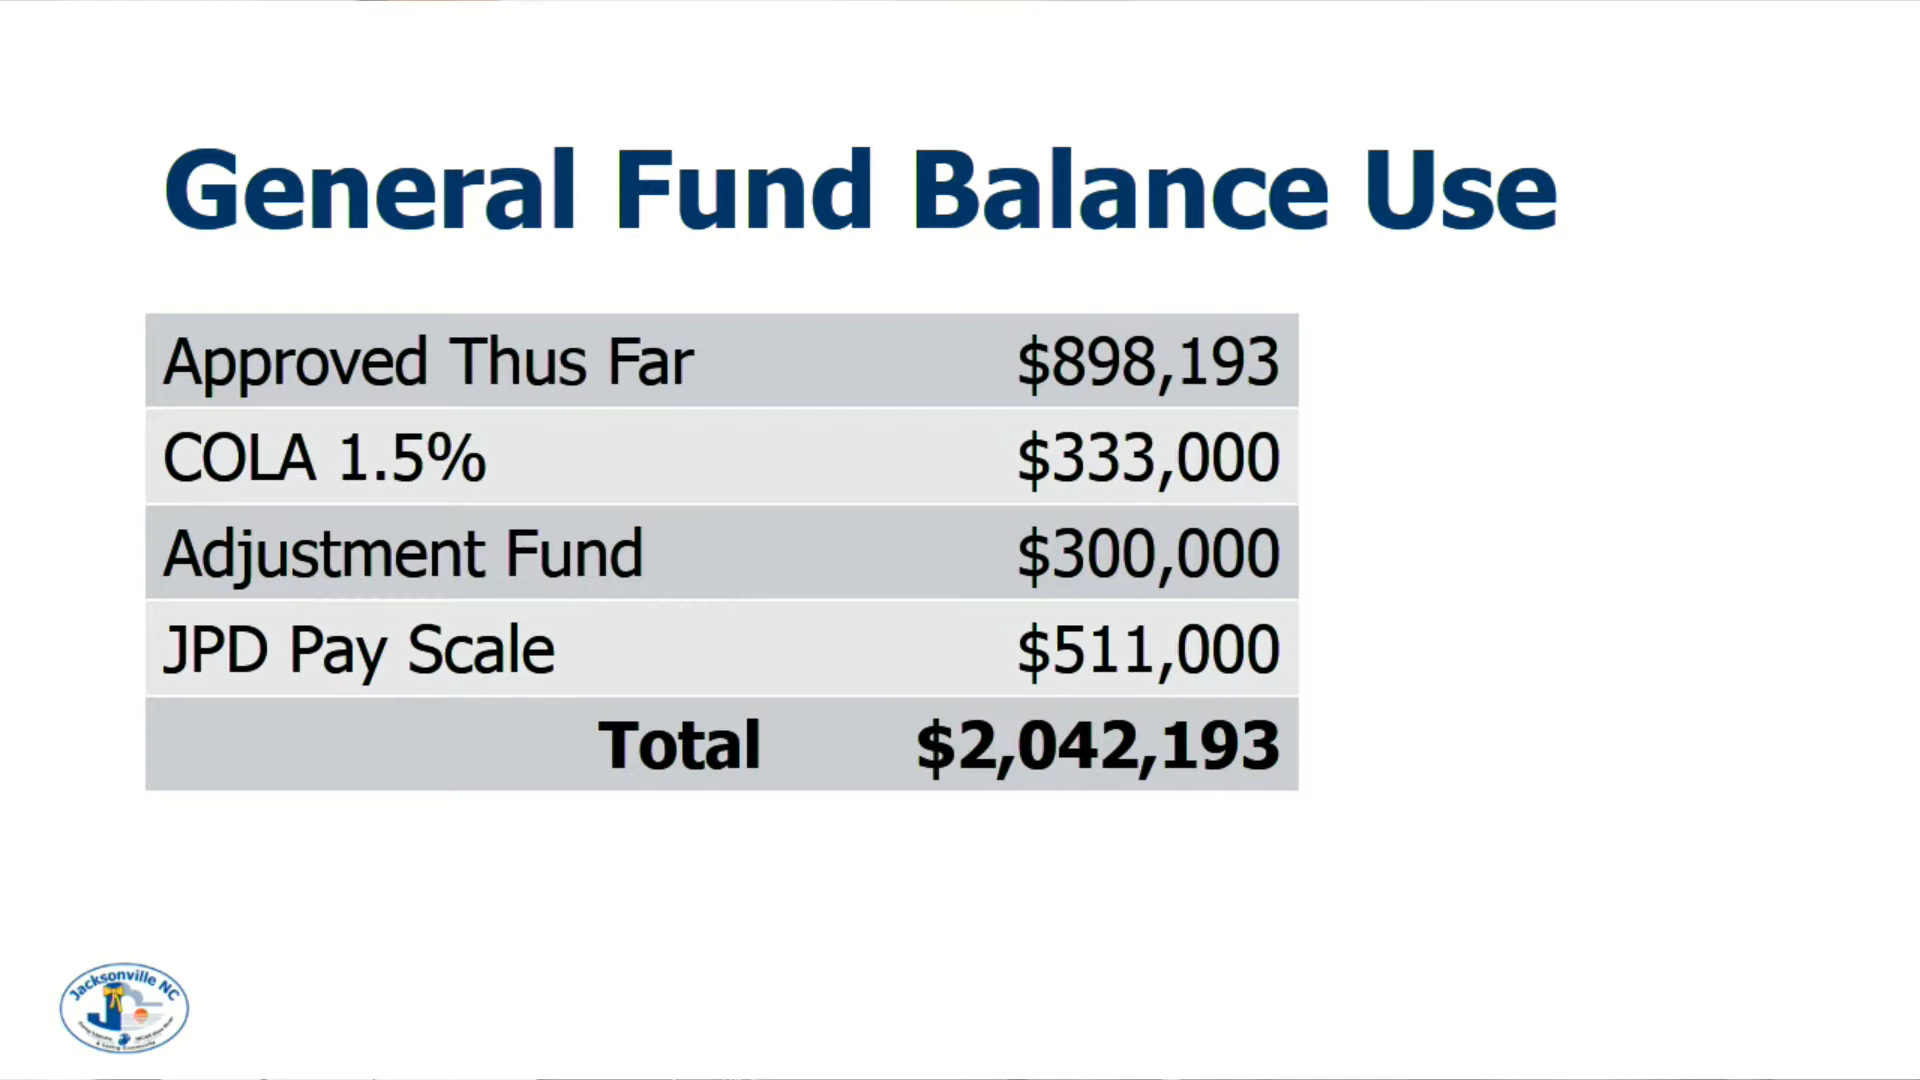 General Fund Balance Use
Approved Thus Far $898,193
COLA 1.5% $333,000
Adjustment Fund $300,000
JPD Pay Scale $511,000
Total $2,042,193
Jacksonville NC